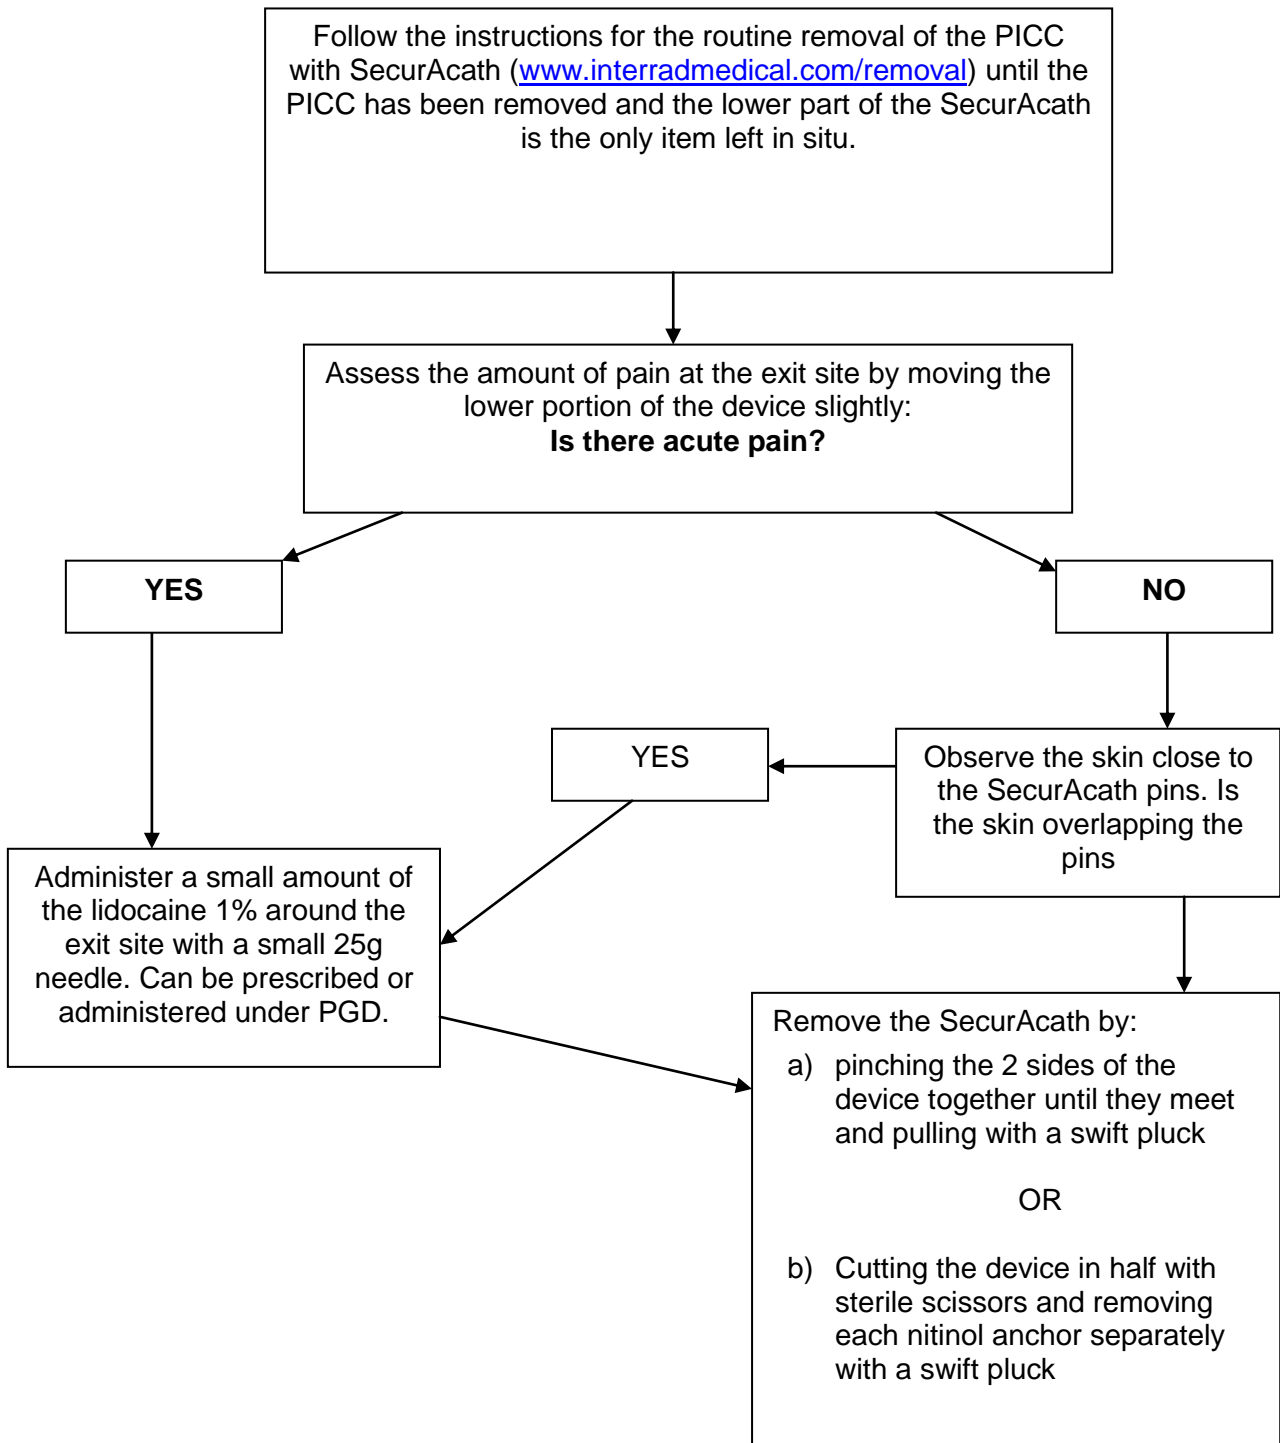 Follow the instructions for the routine removal of the PICC
with SecurAcath (www.interradmedical.com/removal) until the
PICC has been removed and the lower part of the SecurAcath
is the only item left in situ.
Assess the amount of pain at the exit site by moving the
lower portion of the device slightly:
Is there acute pain?
YES
NO
YES
Observe the skin close to
the SecurAcath pins. Is
the skin overlapping the
pins
Administer a small amount of
the lidocaine 1% around the
exit site with a small 25g
needle. Can be prescribed or
administered under PGD.
Remove the SecurAcath by:
a) pinching the 2 sides of the
device together until they meet
and pulling with a swift pluck
OR
b) Cutting the device in half with
sterile scissors and removing
each nitinol anchor separately
with a swift pluck